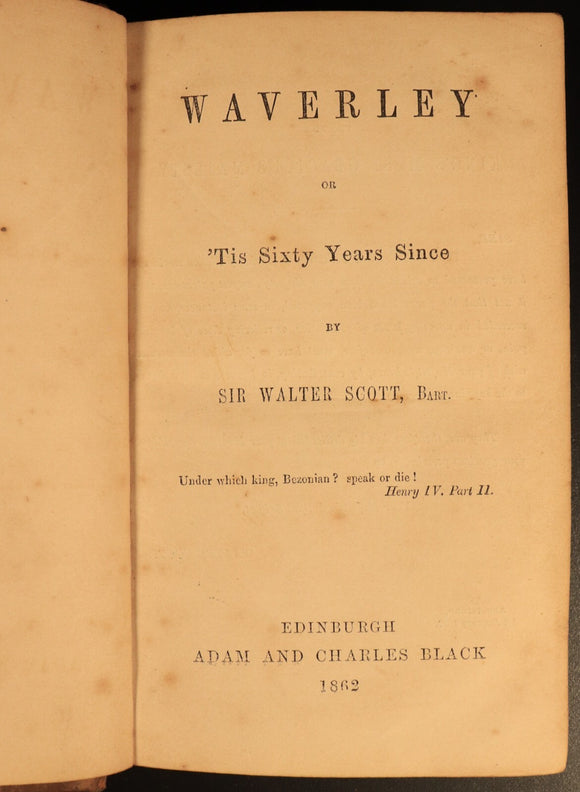 WAVERLEY
OR
'Tis Sixty Years Since
BY
SIR WALTER SCOTT, BART.
Under which king, Bezonian? speak or die!
Henry IV. Part II.
EDINBURGH
ADAM AND CHARLES BLACK
1862